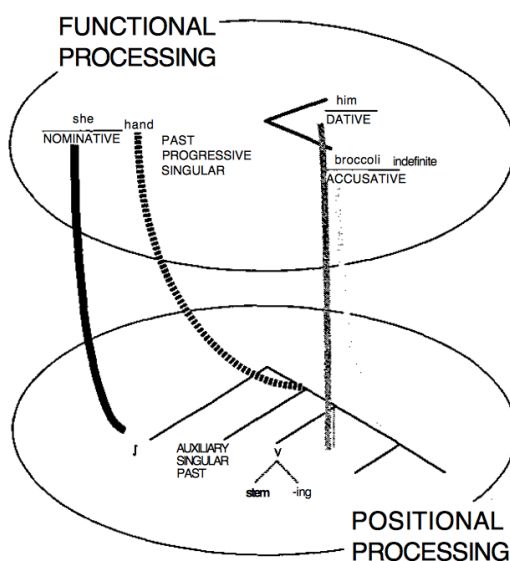 FUNCTIONAL
PROCESSING
she
hand
NOMINATIVE
PAST
PROGRESSIVE
SINGULAR
him
DATIVE
broccoli indefinite
ACCUSATIVE
AUXILIARY
SINGULAR
PAST
V
stem -ing
POSITIONAL
PROCESSING